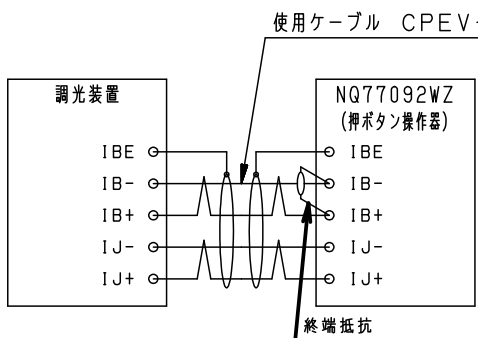 使用ケーブル CPEV-
調光装置
NQ77092WZ
(押ボタン操作器)
IBE
IB-
IB+
IJ-
IJ+
IBE
IB-
IB+
IJ-
IJ+
終端抵抗